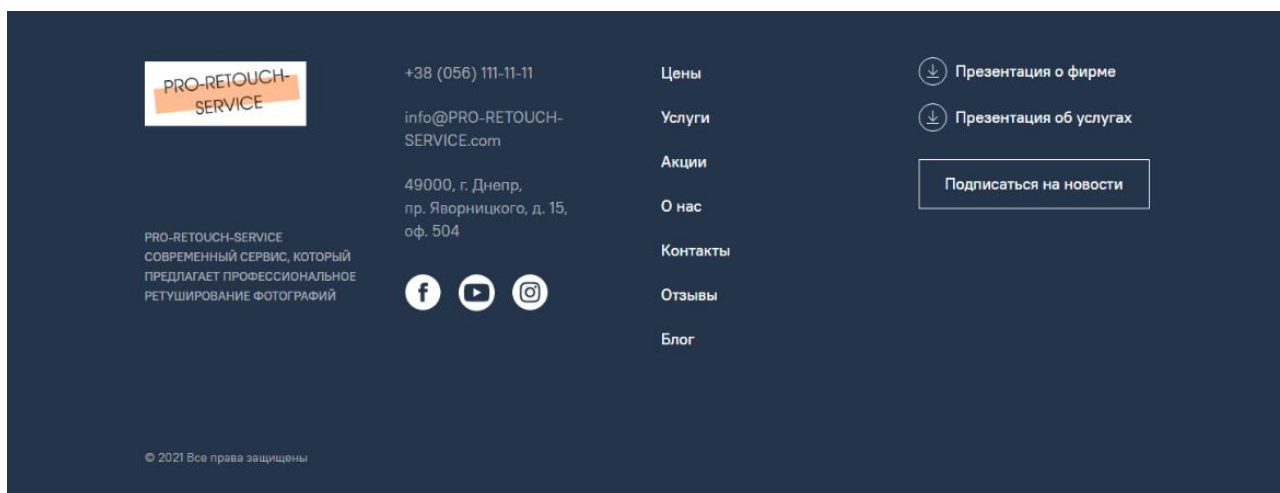 PRO-RETOUCH-
SERVICE
PRO-RETOUCH-SERVICE
СОВРЕМЕННЫЙ СЕРВИС, КОТОРЫЙ
ПРЕДЛАГАЕТ ПРОФЕССИОНАЛЬНОЕ
РЕТУШИРОВАНИЕ ФОТОГРАФИЙ
+38 (056) 111-11-11
info@PRO-RETOUCH-
SERVICE.com
49000, г. Днепр,
пр. Яворницкого, д. 15,
оф. 504
Цены
Услуги
Акции
О нас
Контакты
Отзывы
Блог
Презентация о фирме
Презентация об услугах
Подписаться на новости
© 2021 Все права защищены